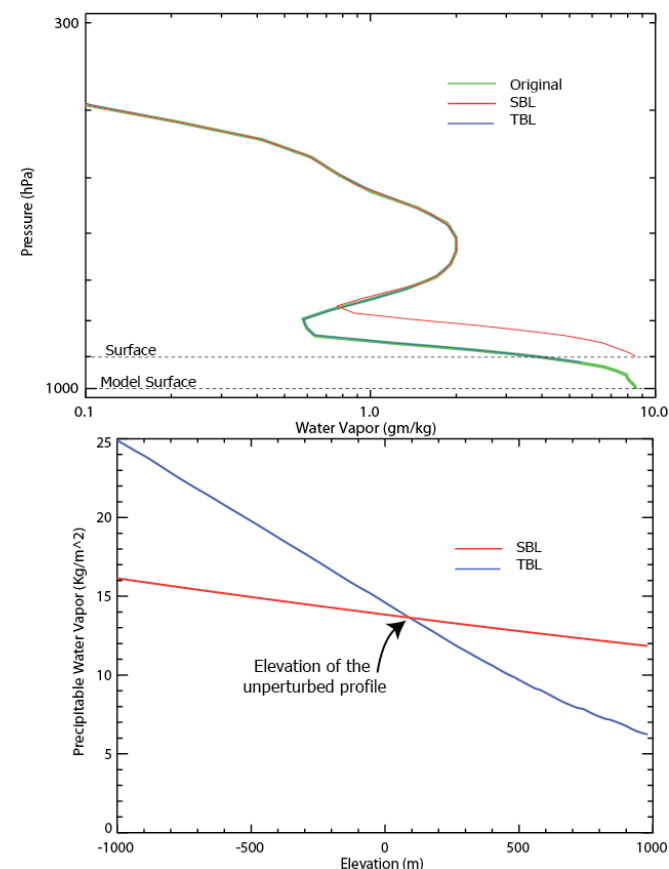 300
Original
SBL
TBL
Pressure (hPa)
Surface
1000
Model Surface
0.1
1.0
10.0
Water Vapor (gm/kg)
25
20
15
10
5
0
Precipitable Water Vapor (Kg/m^2)
SBL
TBL
Elevation of the
unperturbed profile
-1000
-500
0
500
1000
Elevation (m)